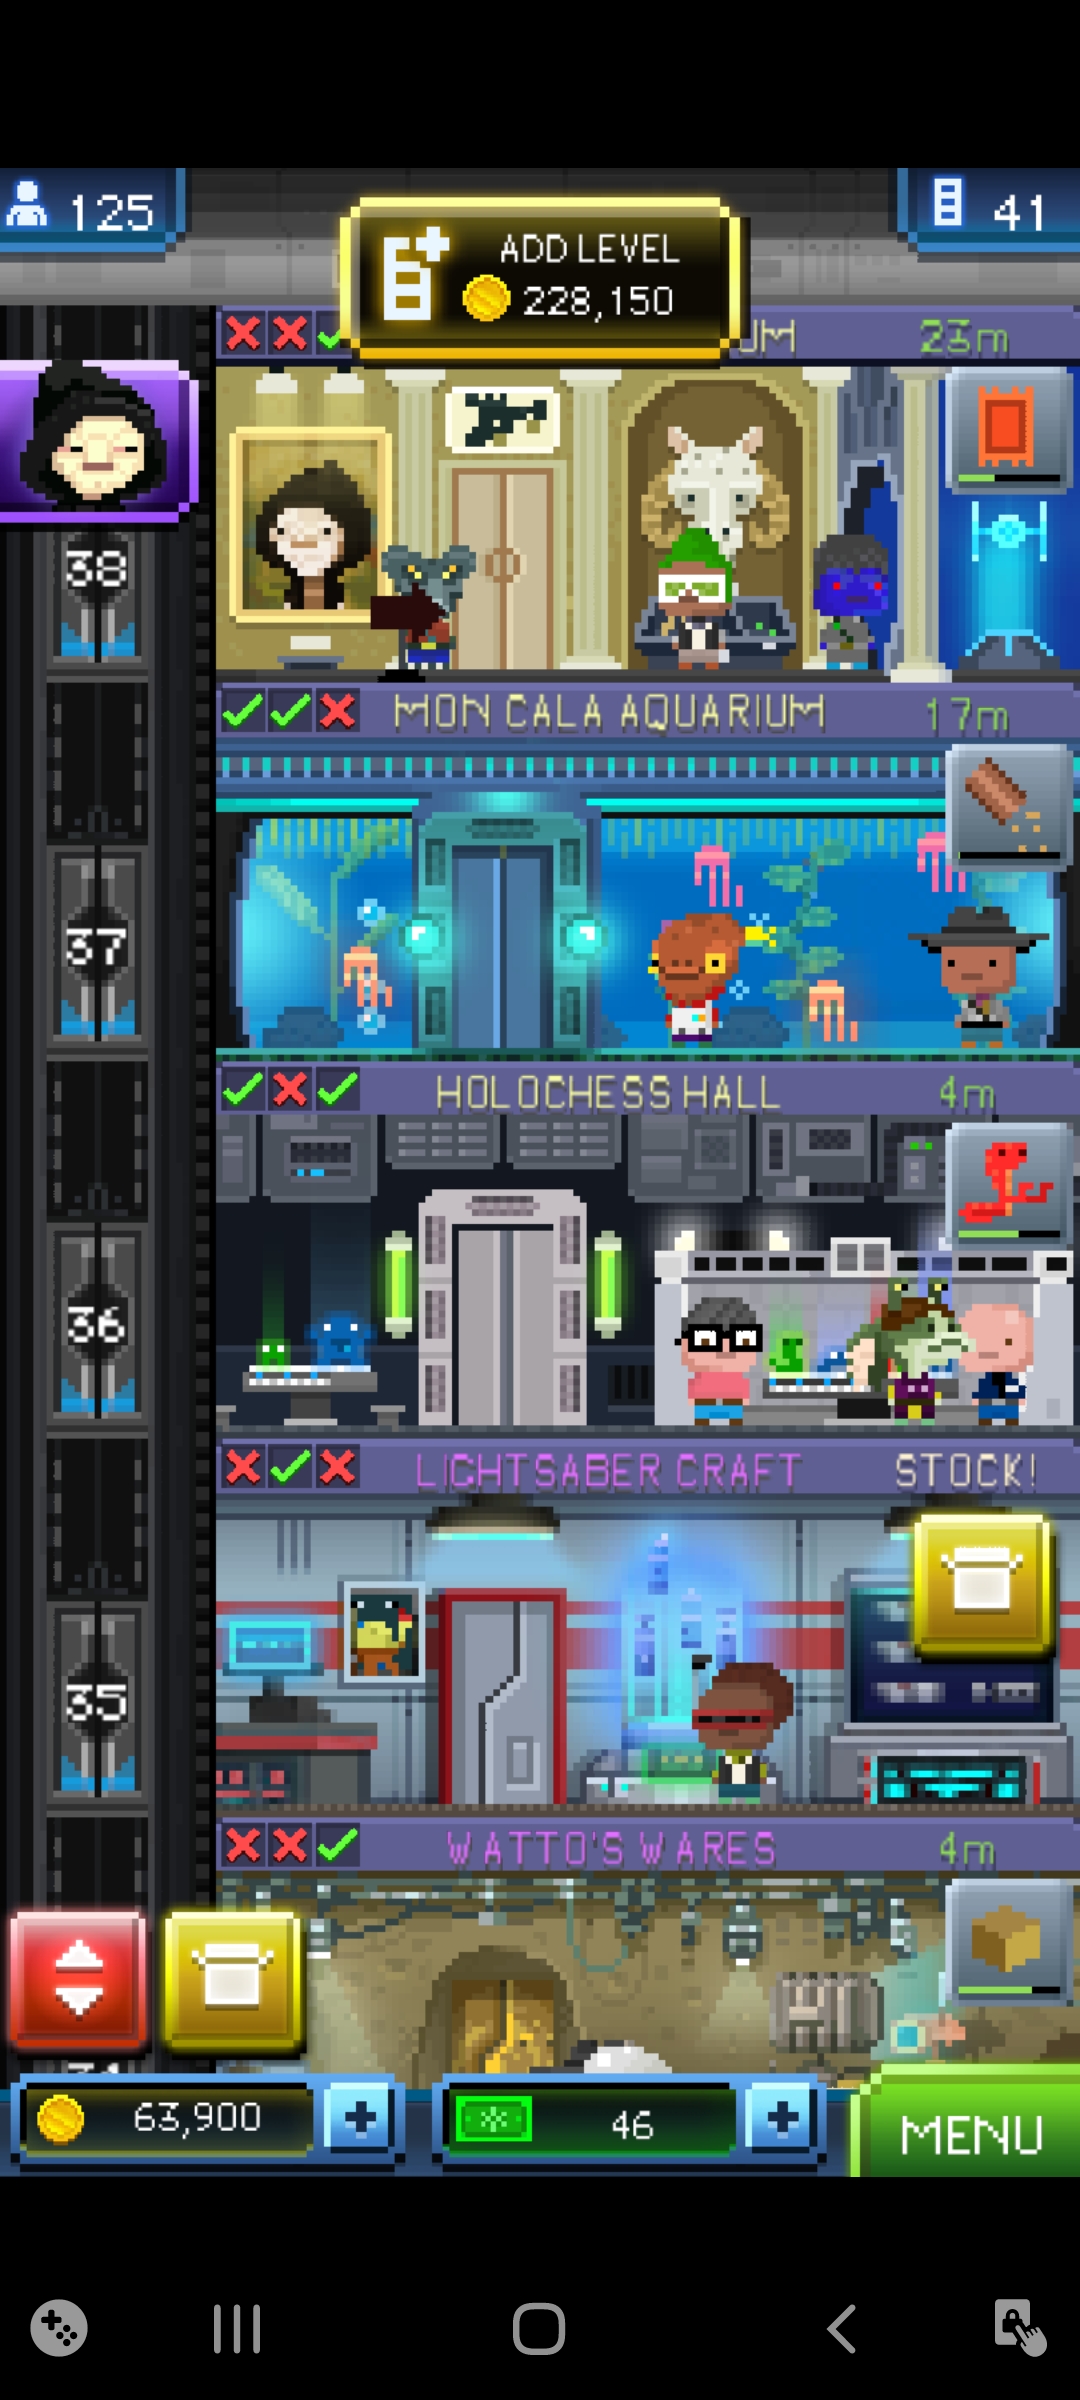 125
ADD LEVEL
228,150
41
UM
23m
38
MON CALA AQUARIUM
17m
37
HOLOCHESS HALL
4m
36
LIGHTSABER CRAFT
STOCK!
35
WATTO'S WARES
4m
63,900
46
MENU